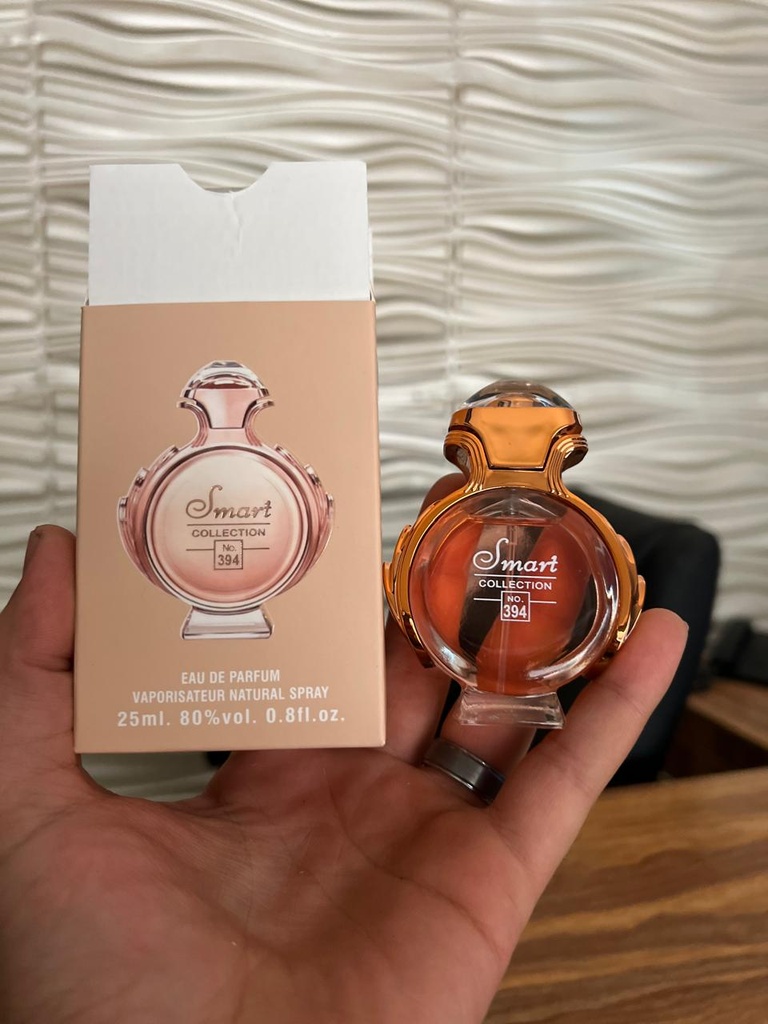 Smart
COLLECTION
No.
394
EAU DE PARFUM
VAPORISATEUR NATURAL SPRAY
25ml. 80%vol. 0.8fl.oz.
Smart
COLLECTION
NO.
394